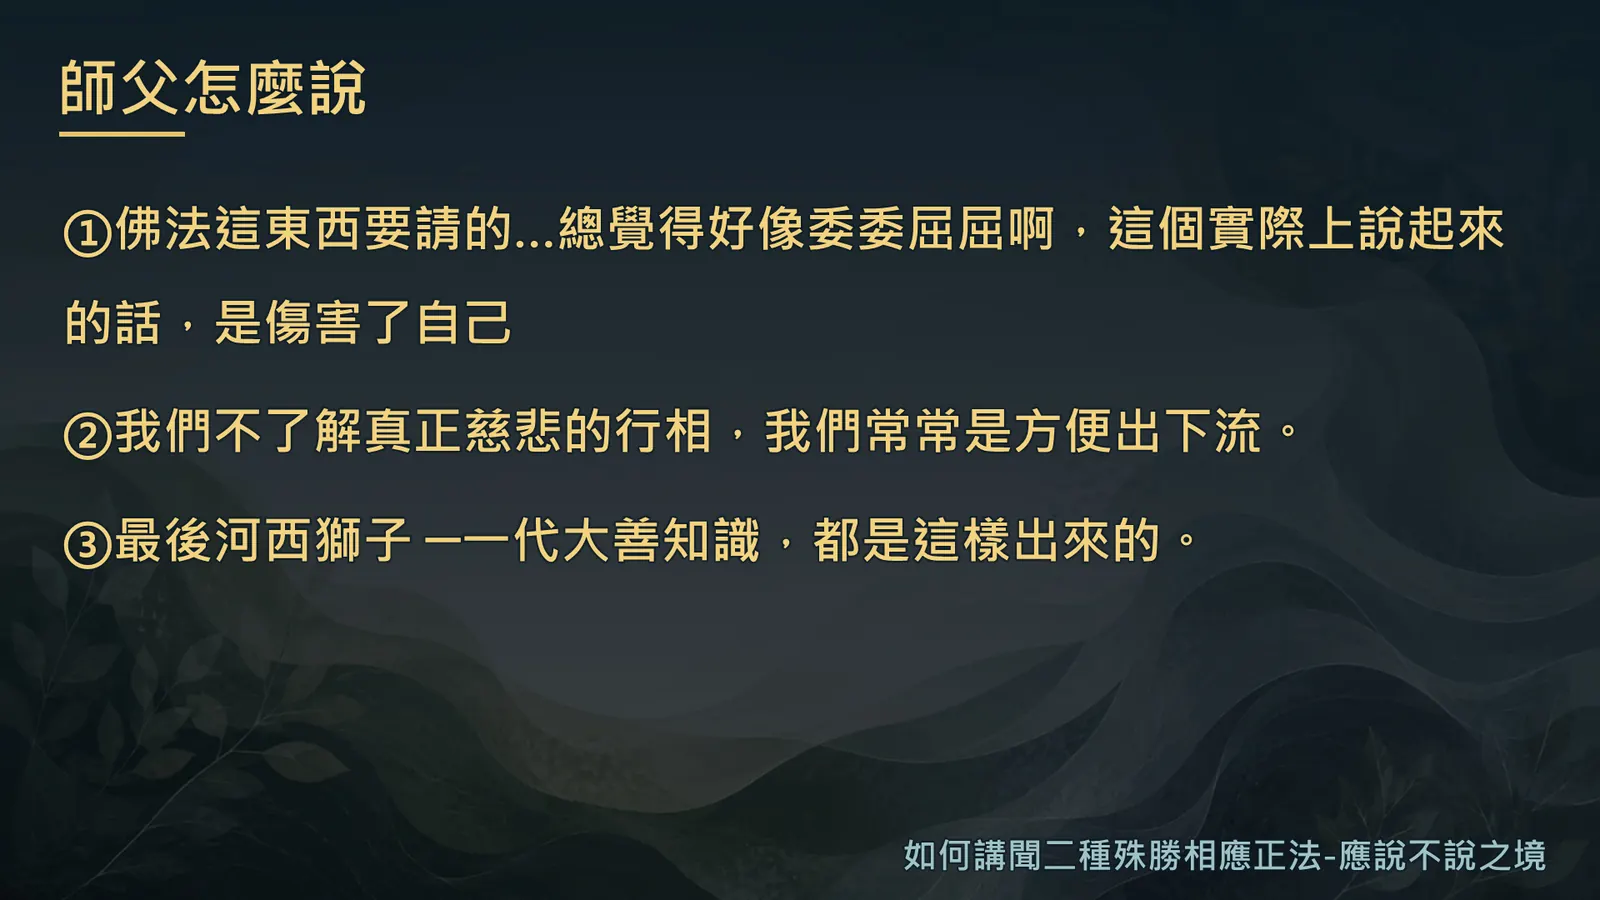 師父怎麼說
①佛法這東西要請的...總覺得好像委委屈屈啊，這個實際上說起來
的話，是傷害了自己
②我們不了解真正慈悲的行相，我們常常是方便出下流。
③最後河西獅子 —一代大善知識，都是這樣出來的。
如何講聞二種殊勝相應正法-應說不說之境